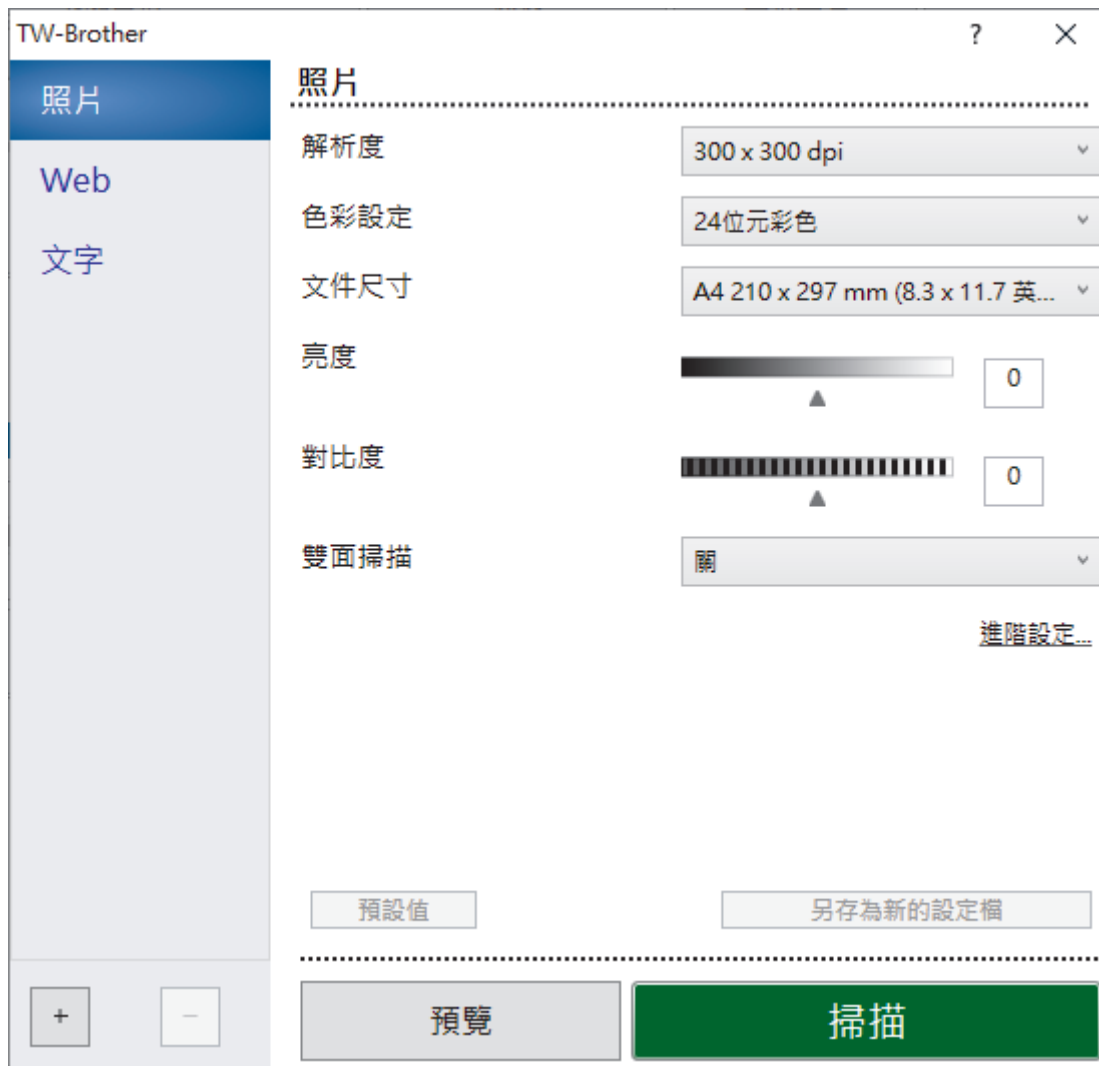 TW-Brother
照片
Web
文字
照片
解析度 300 x 300 dpi
色彩設定 24位元彩色
文件尺寸 A4 210 x 297 mm (8.3 x 11.7 英...
亮度 0
對比度 0
雙面掃描 關
進階設定...
預設值 另存為新的設定檔
+ − 預覽 掃描